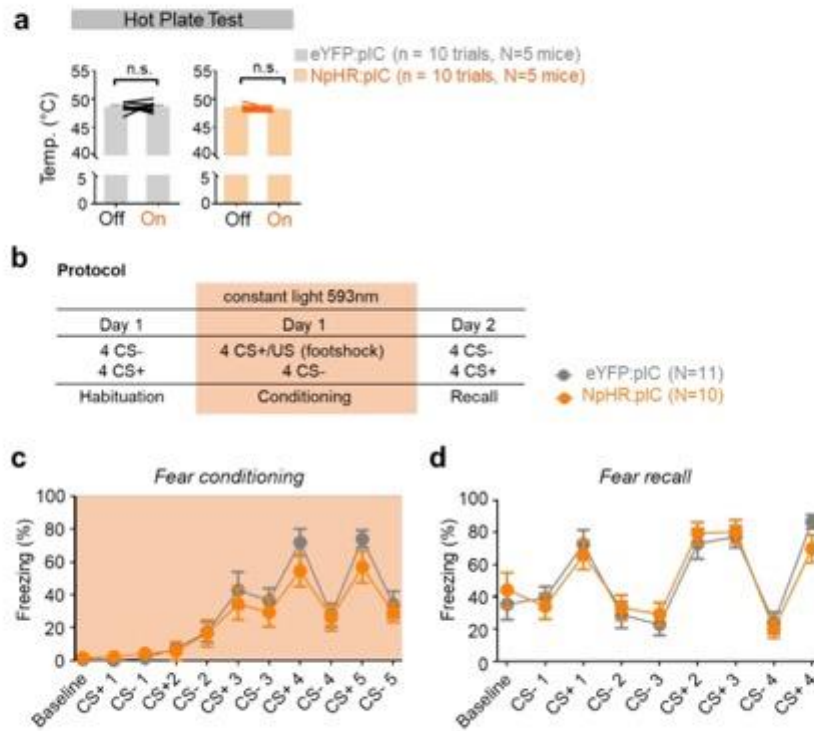 a
Hot Plate Test
eYFP:pIC (n = 10 trials, N=5 mice)
NpHR:pIC (n = 10 trials, N=5 mice)
n.s.
n.s.
Temp. (°C)
55
50
45
40
5
0
Off On
55
50
45
40
5
0
Off On
b
Protocol
constant light 593nm
Day 1 Day 1 Day 2
4 CS- 4 CS+/US (footshock) 4 CS-
4 CS+ 4 CS- 4 CS+
Habituation Conditioning Recall
eYFP:pIC (N=11)
NpHR:pIC (N=10)
c
Fear conditioning
Freezing (%)
100
80
60
40
20
0
Baseline CS+ 1 CS- 1 CS+2 CS- 2 CS+ 3 CS- 3 CS+ 4 CS- 4 CS+ 5 CS- 5
d
Fear recall
Freezing (%)
100
80
60
40
20
0
Baseline CS- 1 CS+ 1 CS- 2 CS- 3 CS+ 2 CS+ 3 CS- 4 CS+ 4